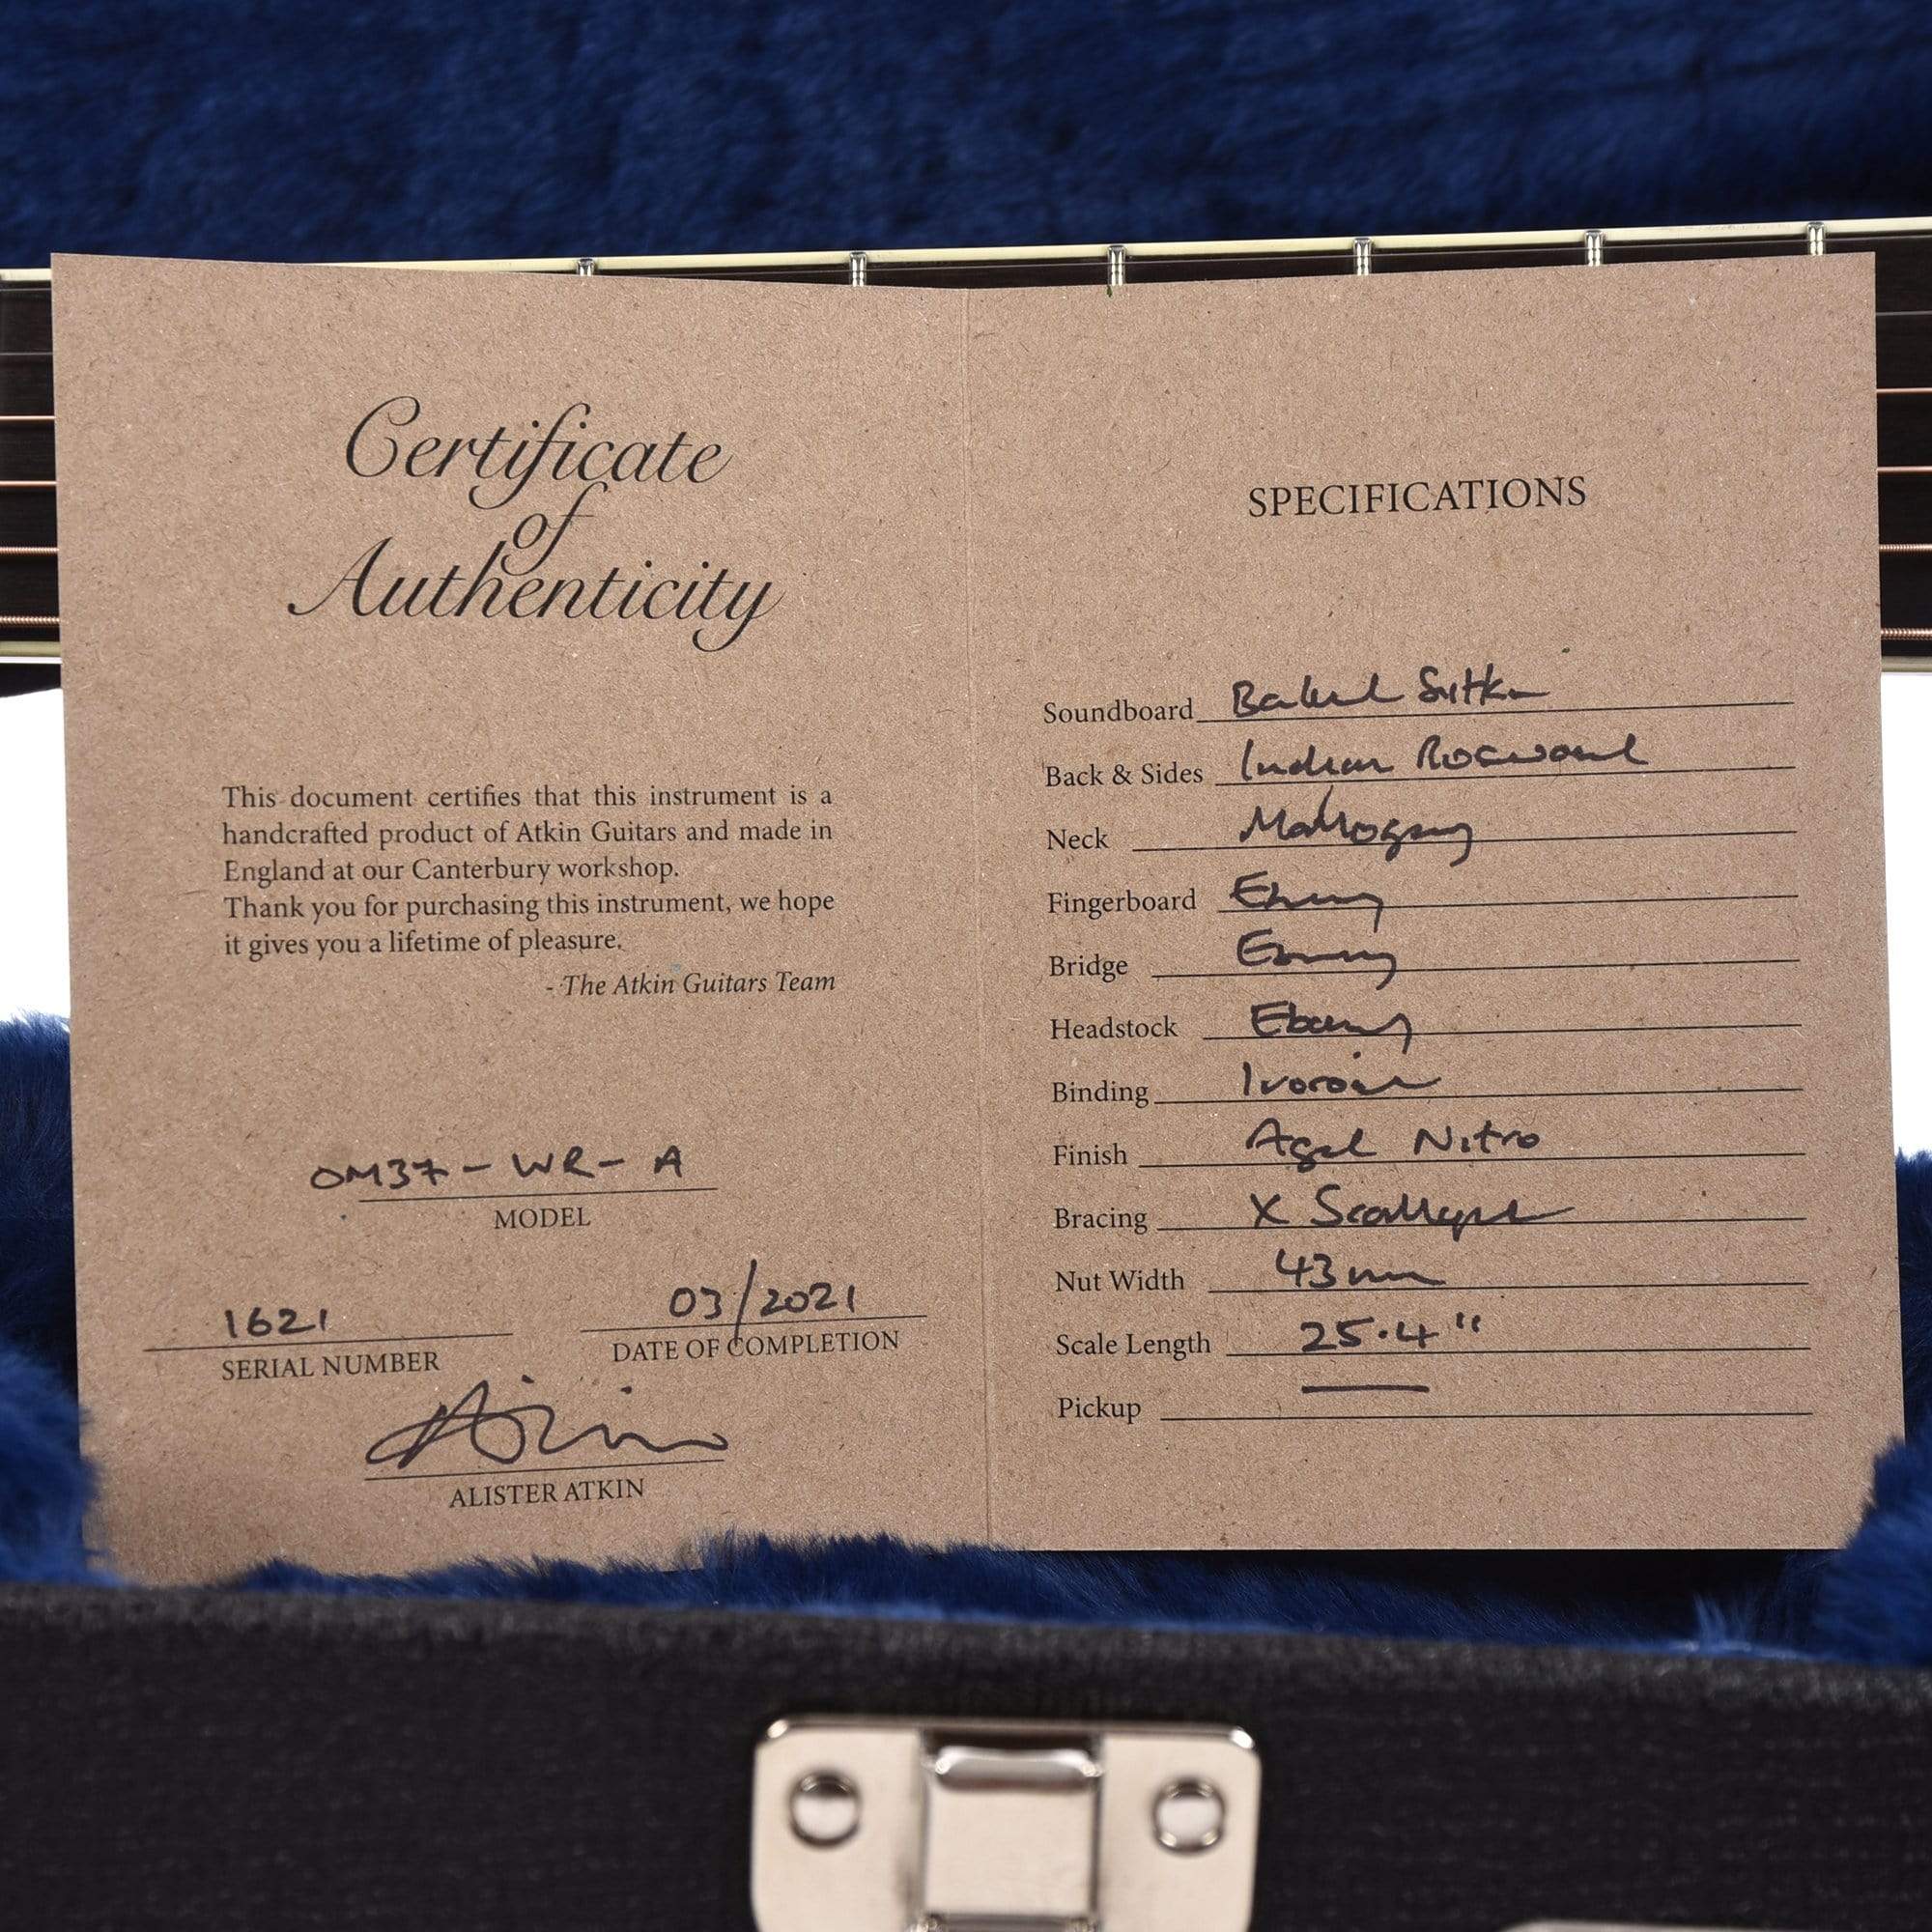 Certificate
of
Authenticity
This document certifies that this instrument is a
handcrafted product of Atkin Guitars and made in
England at our Canterbury workshop.
Thank you for purchasing this instrument, we hope
it gives you a lifetime of pleasure.
- The Atkin Guitars Team
OM37 - WR - A
MODEL
1621
SERIAL NUMBER
03/2021
DATE OF COMPLETION
Atkin
ALISTER ATKIN
SPECIFICATIONS
Soundboard Baked Sitka
Back & Sides Indian Rosewood
Neck Mahogany
Fingerboard Ebony
Bridge Ebony
Headstock Ebony
Binding Ivoroid
Finish Aged Nitro
Bracing X Scalloped
Nut Width 43mm
Scale Length 25.4"
Pickup —